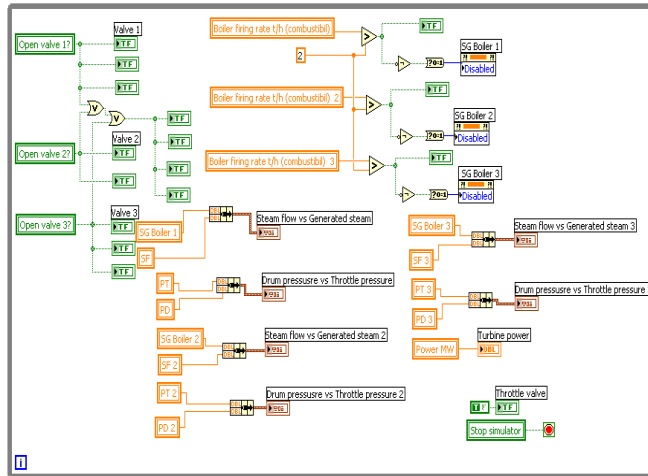 Valve 1
Open valve 1?
TF
TF
TF
Boiler firing rate t/h (combustibil)
>
TF
2
?0:1
SG Boiler 1
Disabled
V
V
TF
Boiler firing rate t/h (combustibil) 2
>
TF
?0:1
SG Boiler 2
Disabled
Open valve 2?
Valve 2
TF
TF
TF
TF
TF
Boiler firing rate t/h (combustibil) 3
>
TF
?0:1
SG Boiler 3
Disabled
Open valve 3?
Valve 3
TF
TF
SG Boiler 1
SF
Steam flow vs Generated steam
SG Boiler 3
SF 3
Steam flow vs Generated steam 3
PT
PD
Drum pressusre vs Throttle pressure
PT 3
PD 3
Drum pressusre vs Throttle pressure
SG Boiler 2
SF 2
Steam flow vs Generated steam 2
Power MW
Turbine power
DBL
PT 2
PD 2
Drum pressusre vs Throttle pressure 2
Throttle valve
T
TF
Stop simulator
i